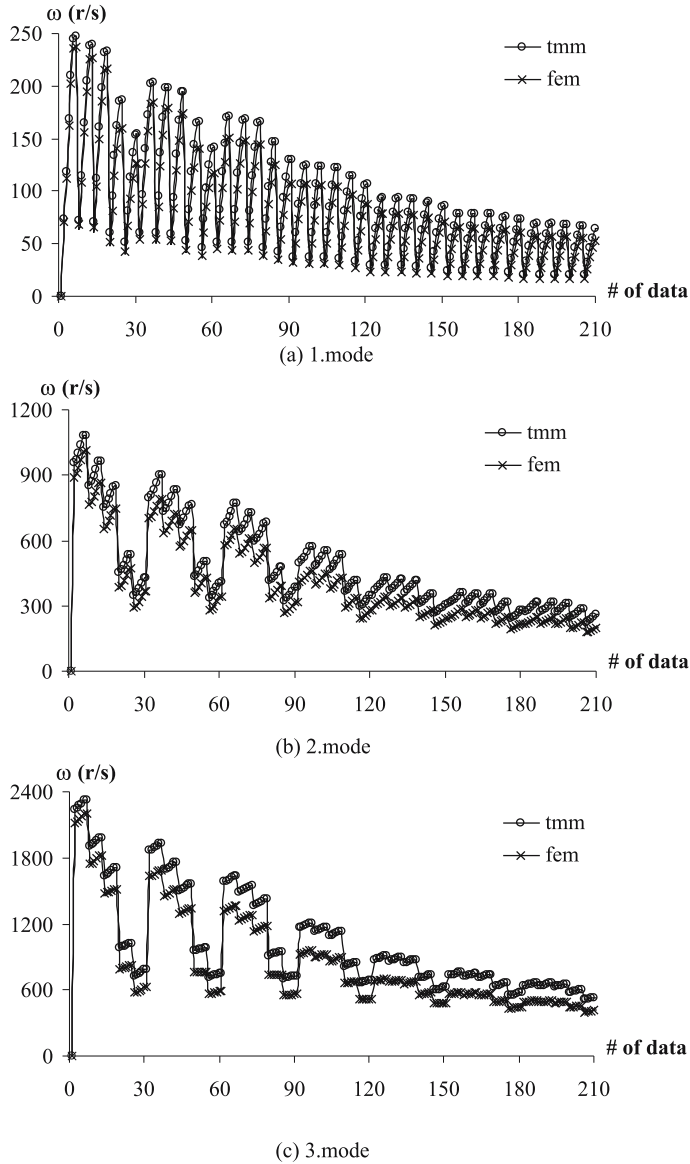 ω (r/s)
250
200
150
100
50
0
tmm
fem
0 30 60 90 120 150 180 210
# of data
(a) 1.mode
ω (r/s)
1200
900
600
300
0
tmm
fem
# of data
0 30 60 90 120 150 180 210
(b) 2.mode
ω (r/s)
2400
1800
1200
600
0
tmm
fem
# of data
0 30 60 90 120 150 180 210
(c) 3.mode